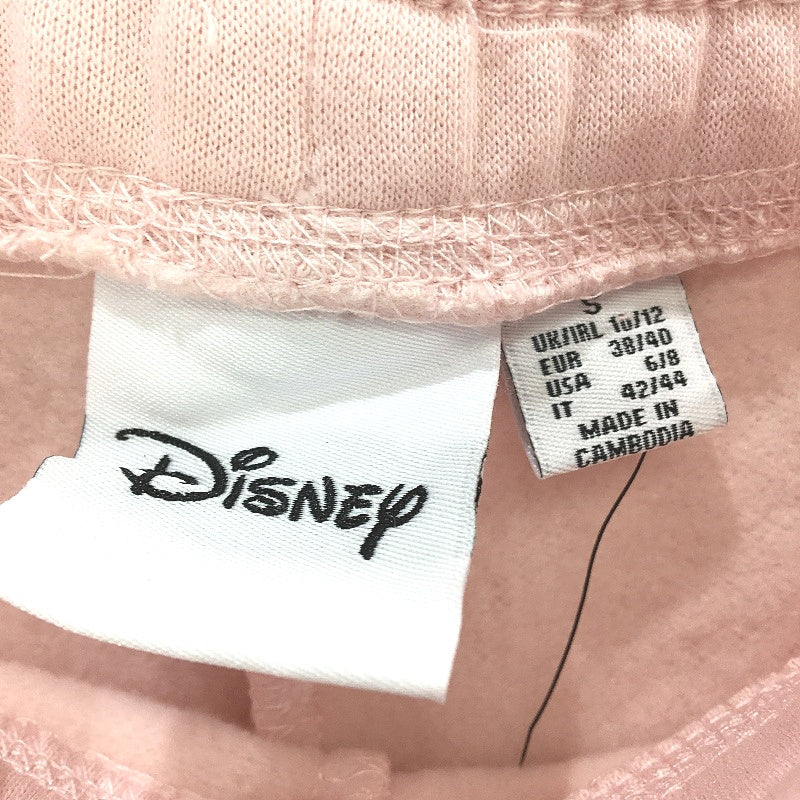 Disney
S
UK/IRL 10/12
EUR 38/40
USA 6/8
IT 42/44
MADE IN
CAMBODIA